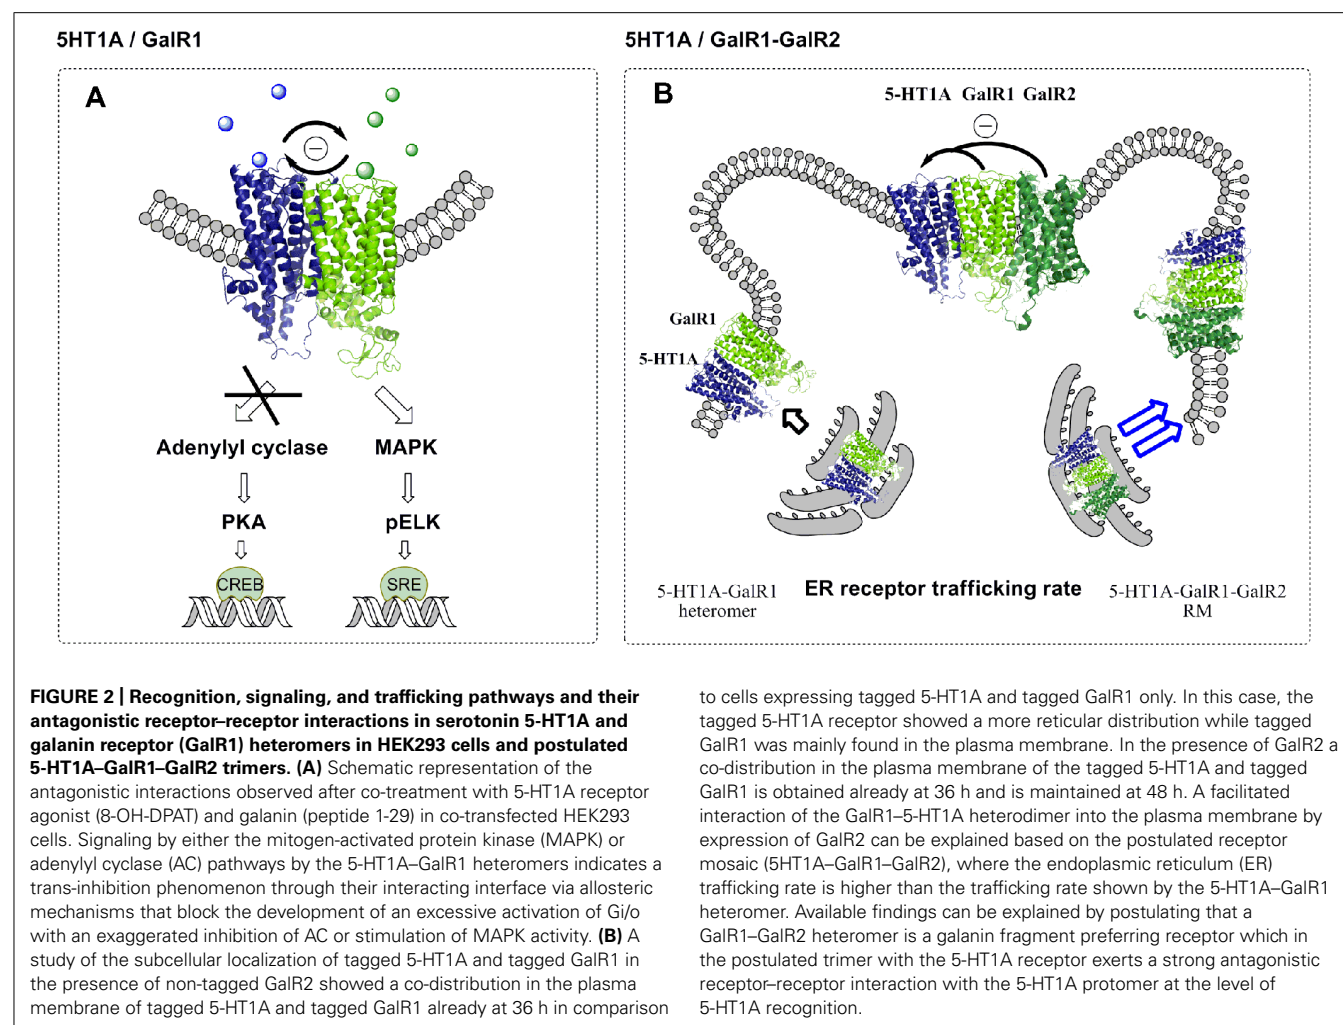 5HT1A / GalR1
A
−
Adenylyl cyclase
MAPK
PKA
pELK
CREB
SRE
5HT1A / GalR1-GalR2
B
5-HT1A GalR1 GalR2
−
GalR1
5-HT1A
5-HT1A-GalR1
heteromer
ER receptor trafficking rate
5-HT1A-GalR1-GalR2
RM
FIGURE 2 | Recognition, signaling, and trafficking pathways and their
antagonistic receptor–receptor interactions in serotonin 5-HT1A and
galanin receptor (GalR1) heteromers in HEK293 cells and postulated
5-HT1A–GalR1–GalR2 trimers. (A) Schematic representation of the
antagonistic interactions observed after co-treatment with 5-HT1A receptor
agonist (8-OH-DPAT) and galanin (peptide 1-29) in co-transfected HEK293
cells. Signaling by either the mitogen-activated protein kinase (MAPK) or
adenylyl cyclase (AC) pathways by the 5-HT1A–GalR1 heteromers indicates a
trans-inhibition phenomenon through their interacting interface via allosteric
mechanisms that block the development of an excessive activation of Gi/o
with an exaggerated inhibition of AC or stimulation of MAPK activity. (B) A
study of the subcellular localization of tagged 5-HT1A and tagged GalR1 in
the presence of non-tagged GalR2 showed a co-distribution in the plasma
membrane of tagged 5-HT1A and tagged GalR1 already at 36 h in comparison
to cells expressing tagged 5-HT1A and tagged GalR1 only. In this case, the
tagged 5-HT1A receptor showed a more reticular distribution while tagged
GalR1 was mainly found in the plasma membrane. In the presence of GalR2 a
co-distribution in the plasma membrane of the tagged 5-HT1A and tagged
GalR1 is obtained already at 36 h and is maintained at 48 h. A facilitated
interaction of the GalR1–5-HT1A heterodimer into the plasma membrane by
expression of GalR2 can be explained based on the postulated receptor
mosaic (5HT1A–GalR1–GalR2), where the endoplasmic reticulum (ER)
trafficking rate is higher than the trafficking rate shown by the 5-HT1A–GalR1
heteromer. Available findings can be explained by postulating that a
GalR1–GalR2 heteromer is a galanin fragment preferring receptor which in
the postulated trimer with the 5-HT1A receptor exerts a strong antagonistic
receptor–receptor interaction with the 5-HT1A protomer at the level of
5-HT1A recognition.